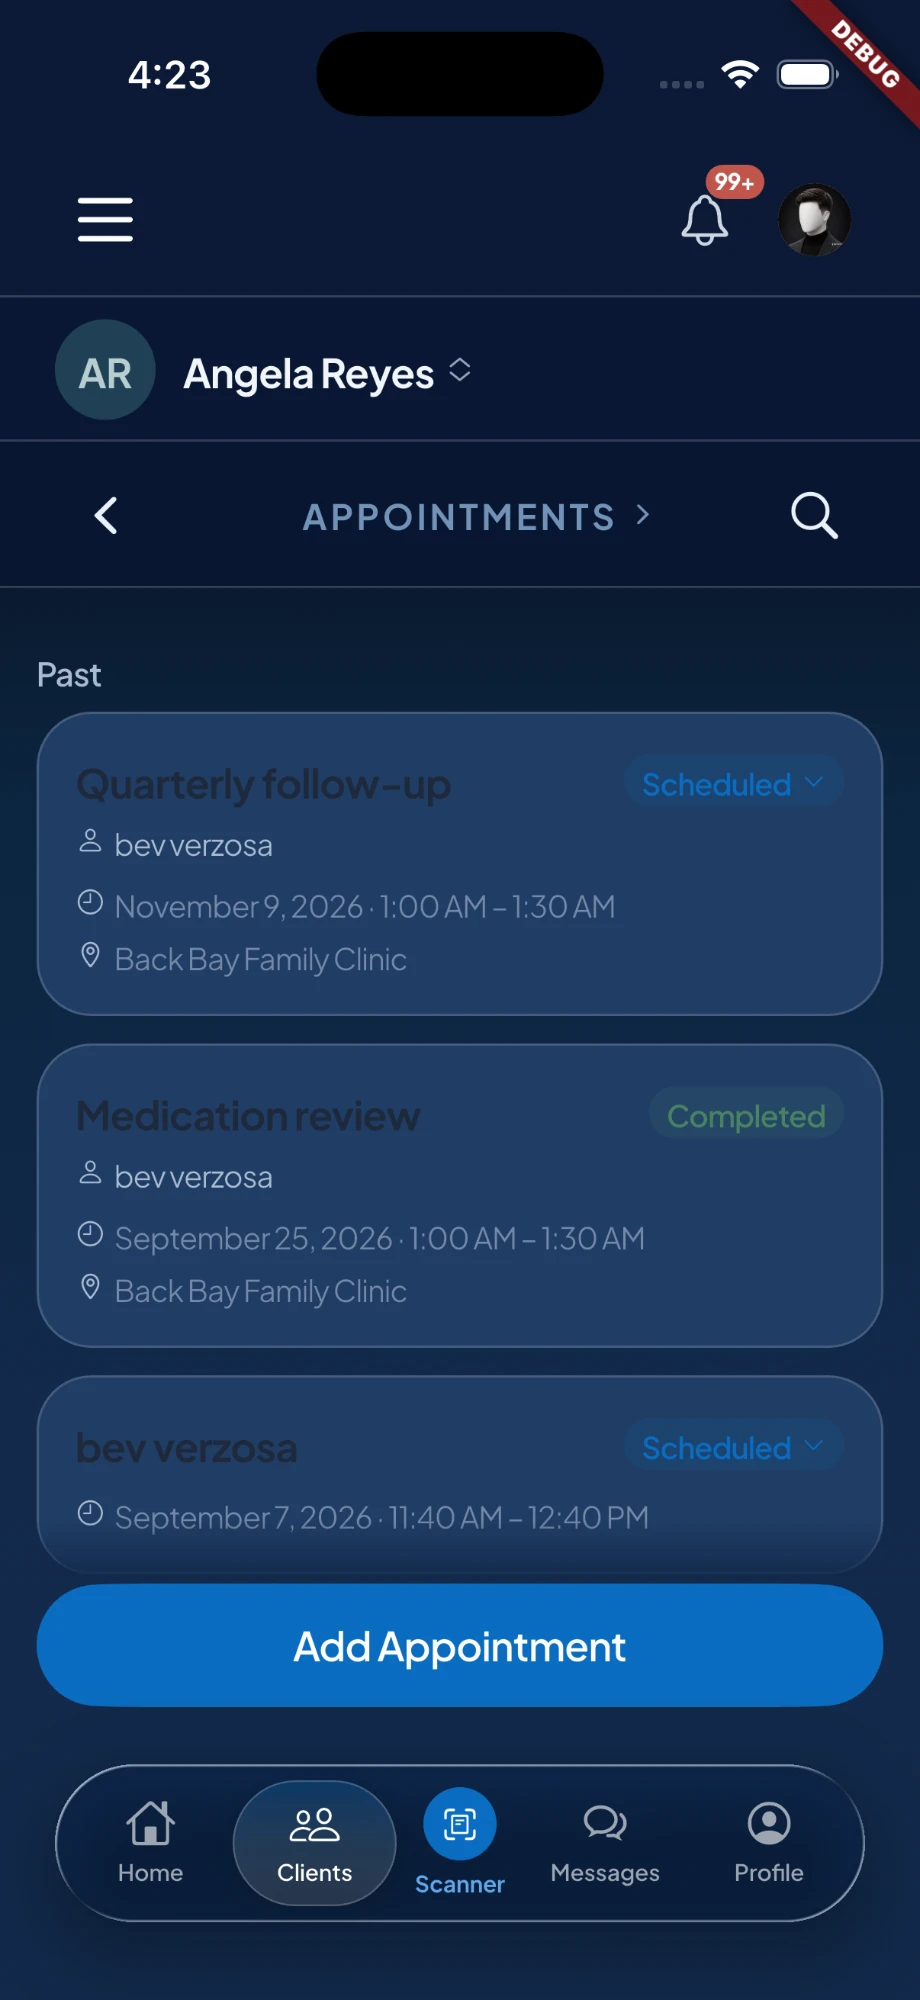 4:23
DEBUG
99+
AR
Angela Reyes
APPOINTMENTS
Past
Quarterly follow-up
Scheduled
bev verzosa
November 9, 2026 · 1:00 AM – 1:30 AM
Back Bay Family Clinic
Medication review
Completed
bev verzosa
September 25, 2026 · 1:00 AM – 1:30 AM
Back Bay Family Clinic
bev verzosa
Scheduled
September 7, 2026 · 11:40 AM – 12:40 PM
Add Appointment
Home
Clients
Scanner
Messages
Profile